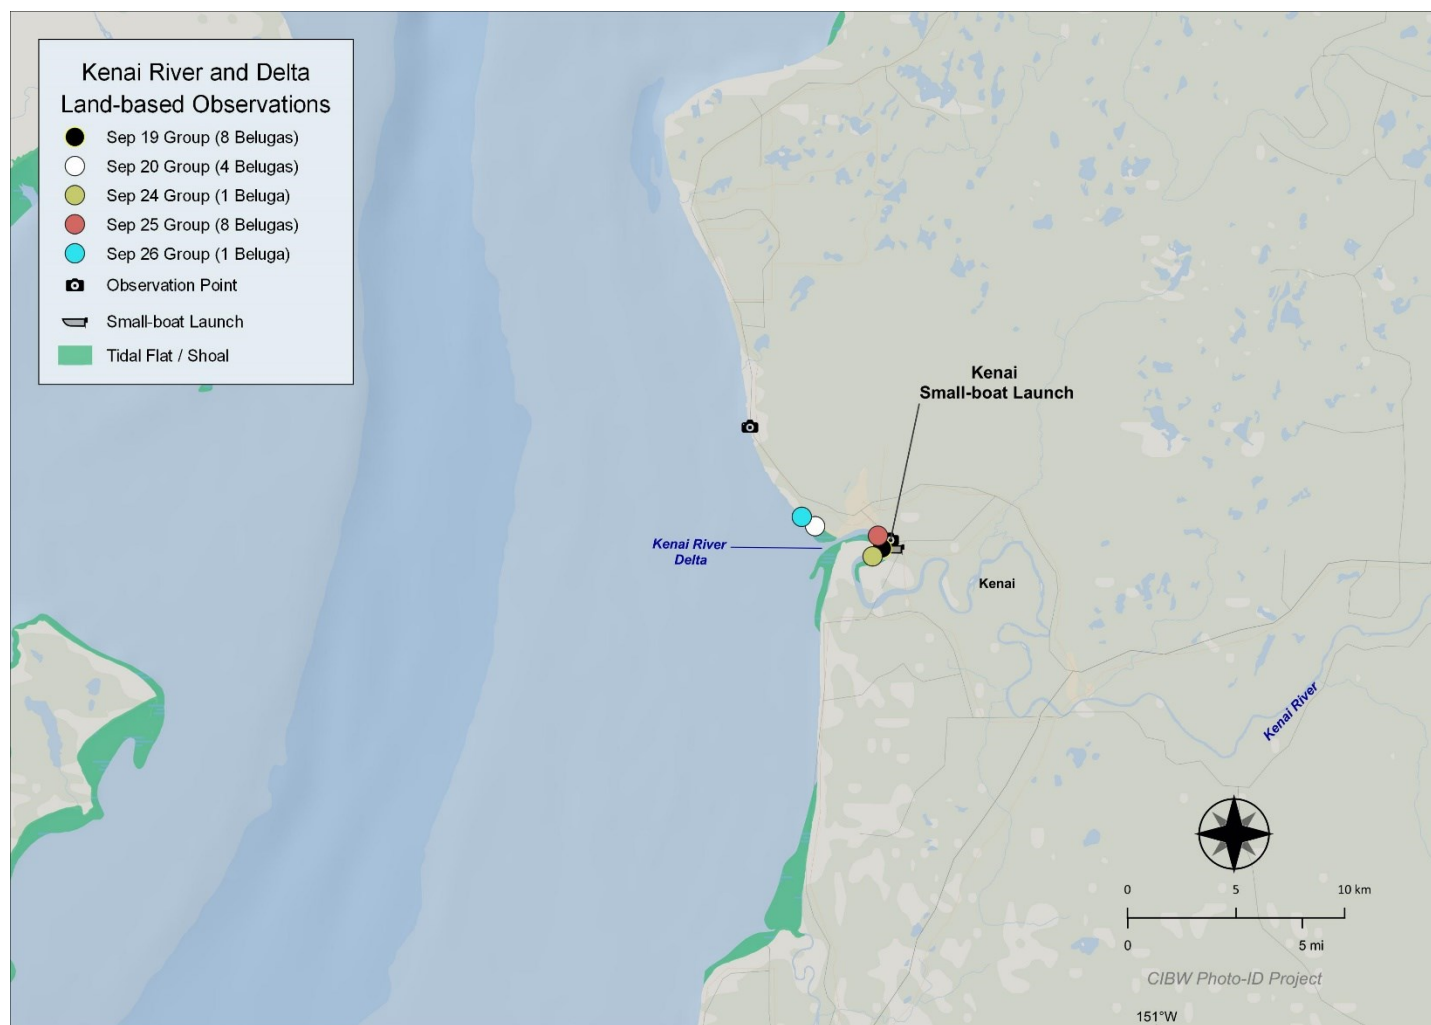 Kenai River and Delta
Land-based Observations
Sep 19 Group (8 Belugas)
Sep 20 Group (4 Belugas)
Sep 24 Group (1 Beluga)
Sep 25 Group (8 Belugas)
Sep 26 Group (1 Beluga)
Observation Point
Small-boat Launch
Tidal Flat / Shoal
Kenai
Small-boat Launch
Kenai River
Delta
Kenai
Kenai River
0 5 10 km
0 5 mi
CIBW Photo-ID Project
151°W